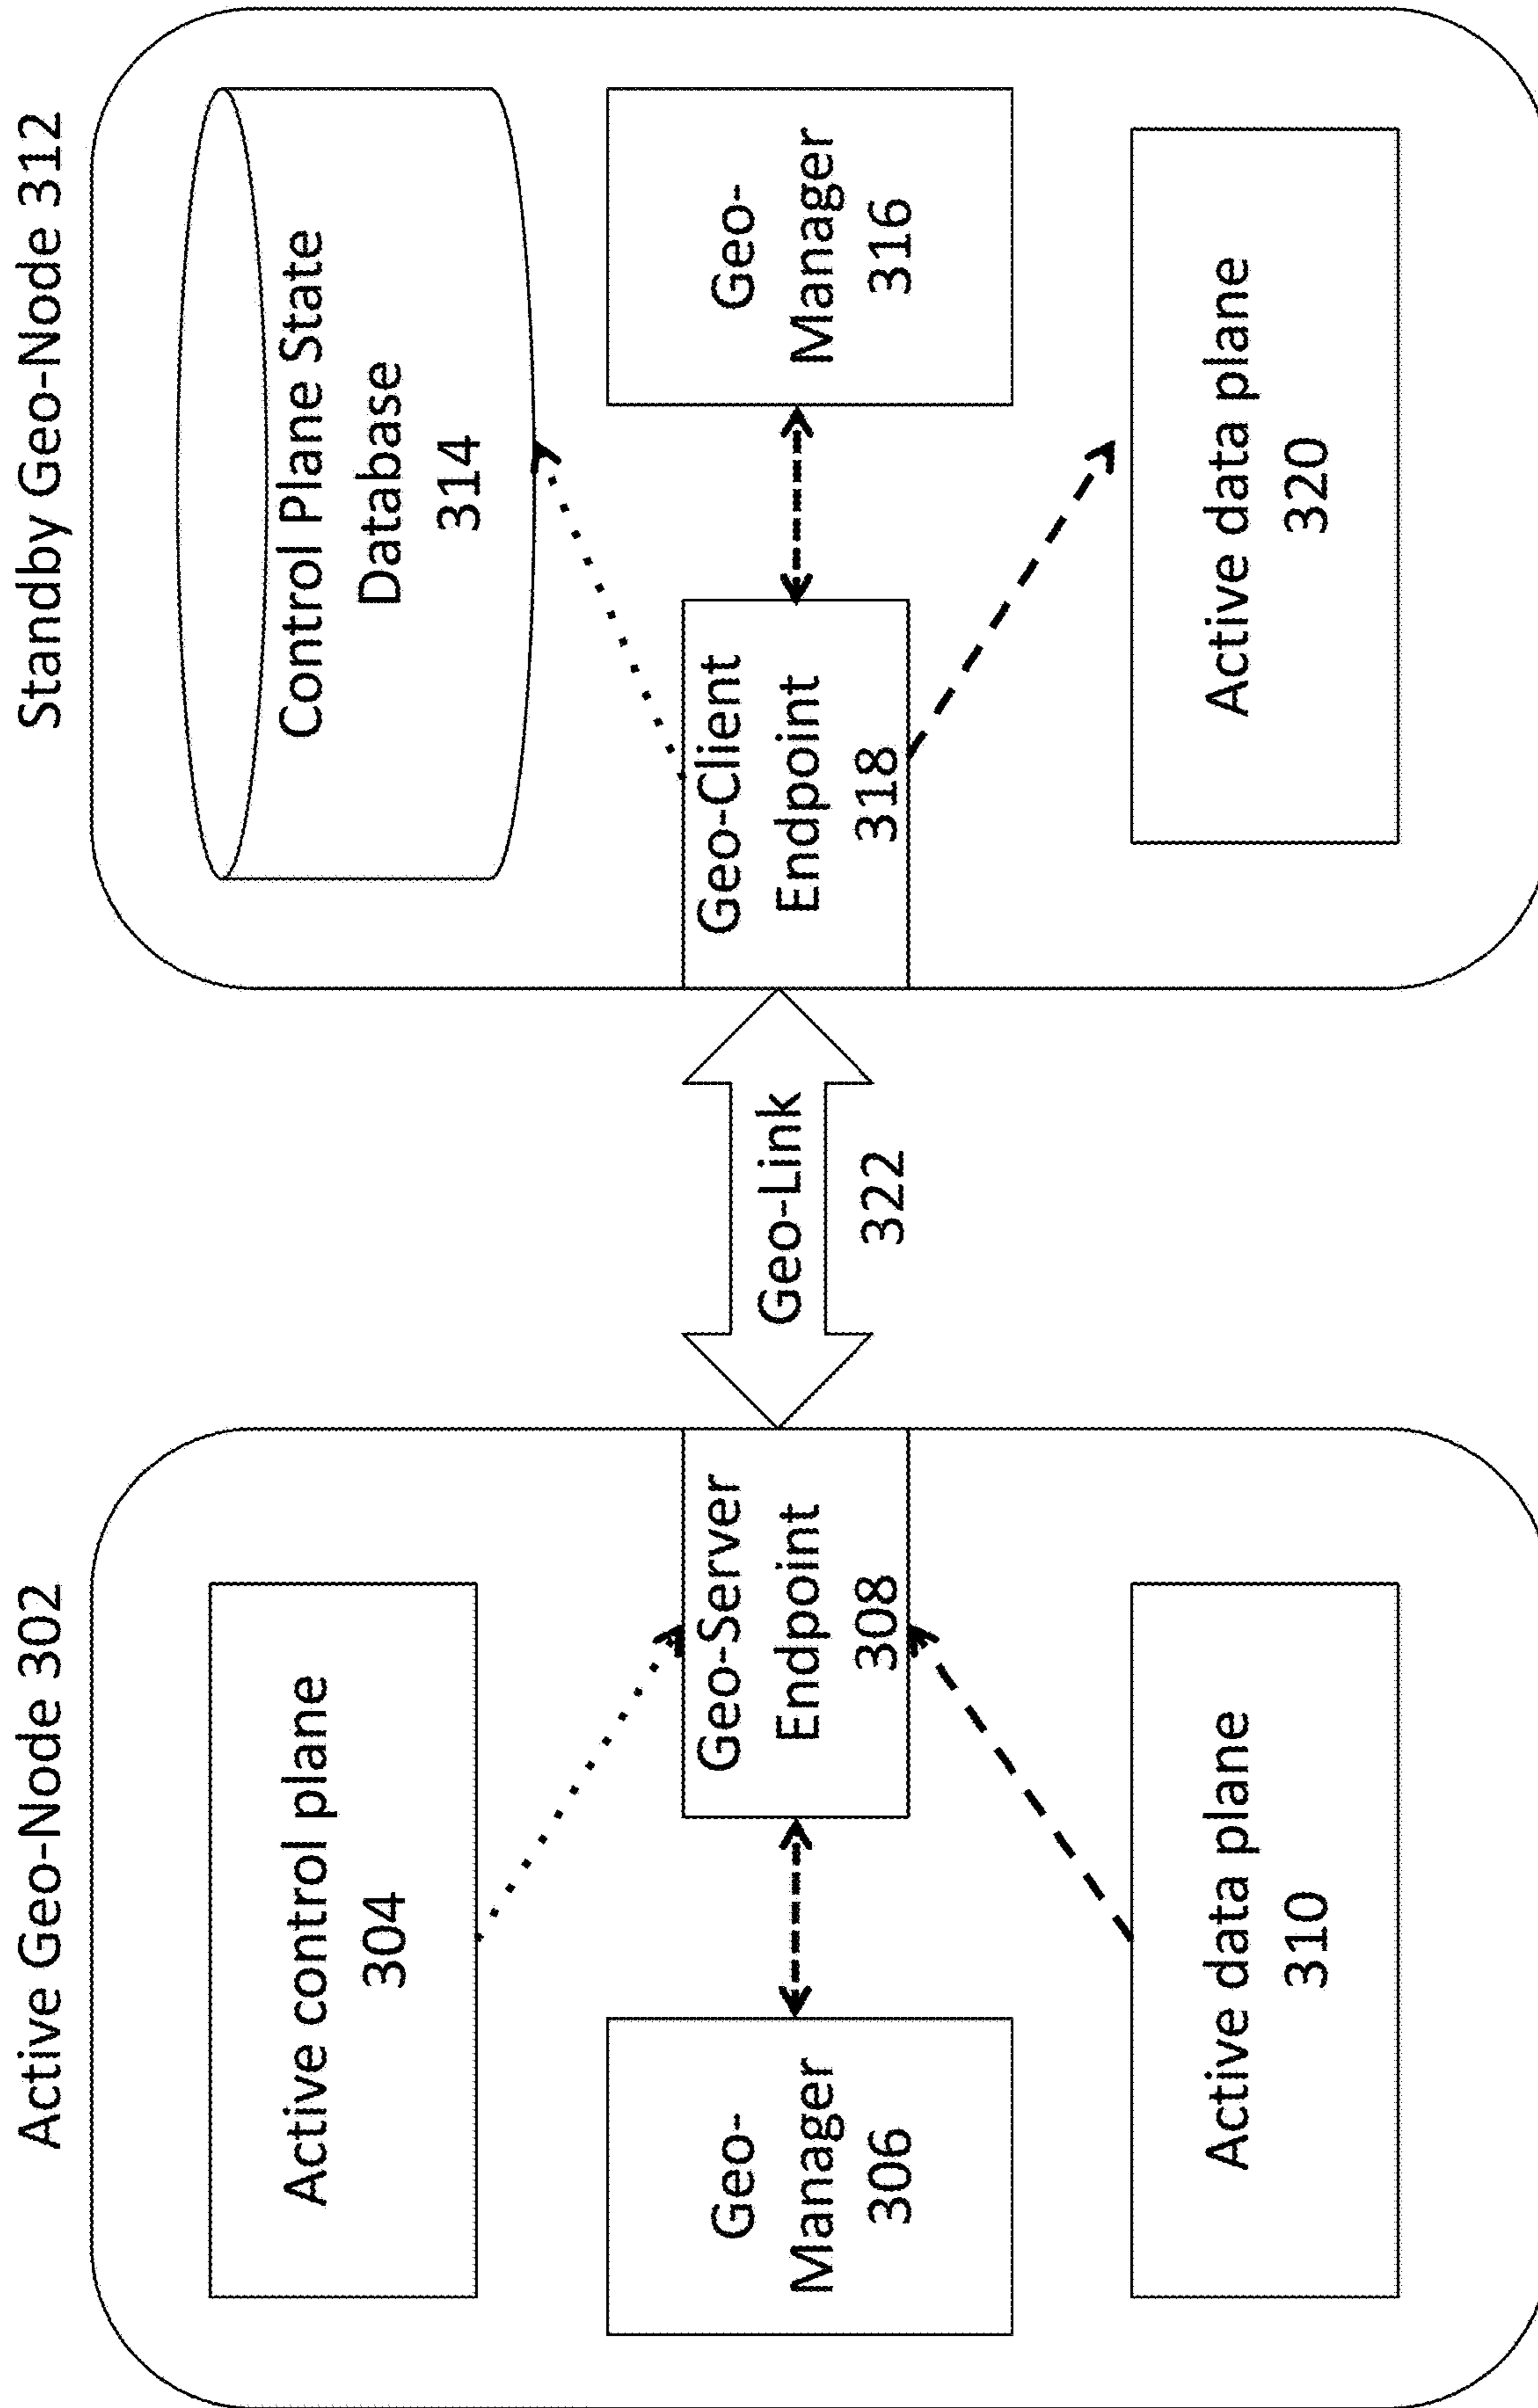 Active Geo-Node 302
Active control plane
304
Geo-
Manager
306
Geo-Server
Endpoint
308
Active data plane
310
Geo-Link
322
Standby Geo-Node 312
Control Plane State
Database
314
Geo-Client
Endpoint
318
Geo-
Manager
316
Active data plane
320